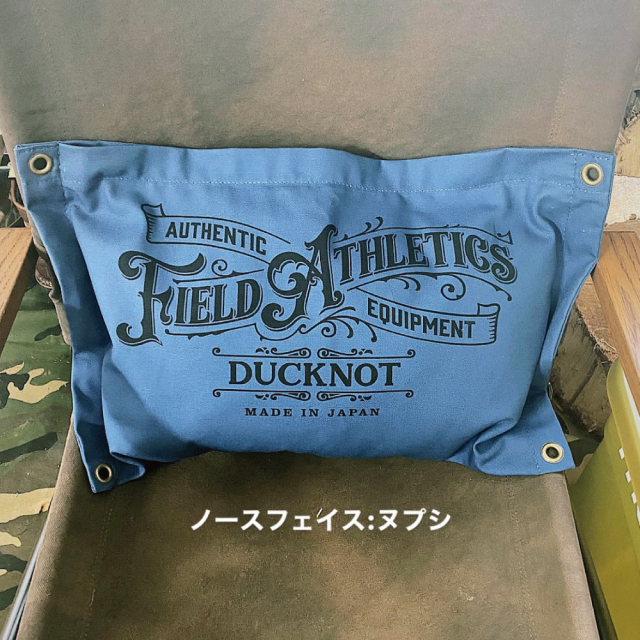 AUTHENTIC
FIELD & ATHLETICS
EQUIPMENT
DUCKNOT
MADE IN JAPAN
ノースフェイス:ヌプシ